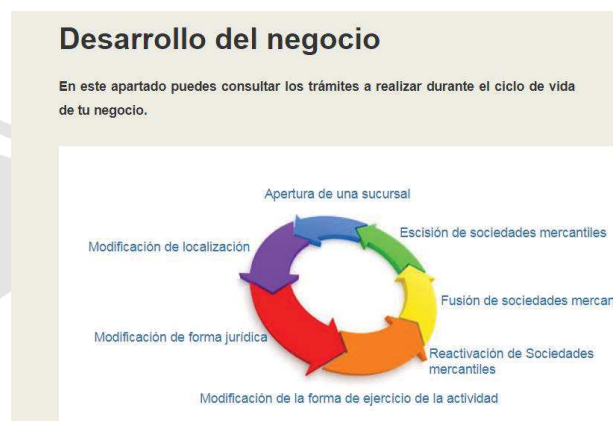 Desarrollo del negocio
En este apartado puedes consultar los trámites a realizar durante el ciclo de vida
de tu negocio.
Apertura de una sucursal
Escisión de sociedades mercantiles
Modificación de localización
Fusión de sociedades mercan
Modificación de forma jurídica
Reactivación de Sociedades
mercantiles
Modificación de la forma de ejercicio de la actividad